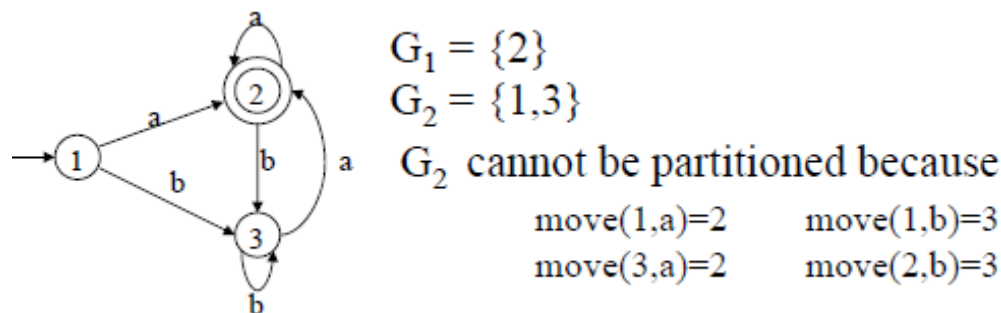 a
2
a
1
b
a
b
3
b
G₁ = {2}
G₂ = {1,3}
G₂ cannot be partitioned because
move(1,a)=2 move(1,b)=3
move(3,a)=2 move(2,b)=3